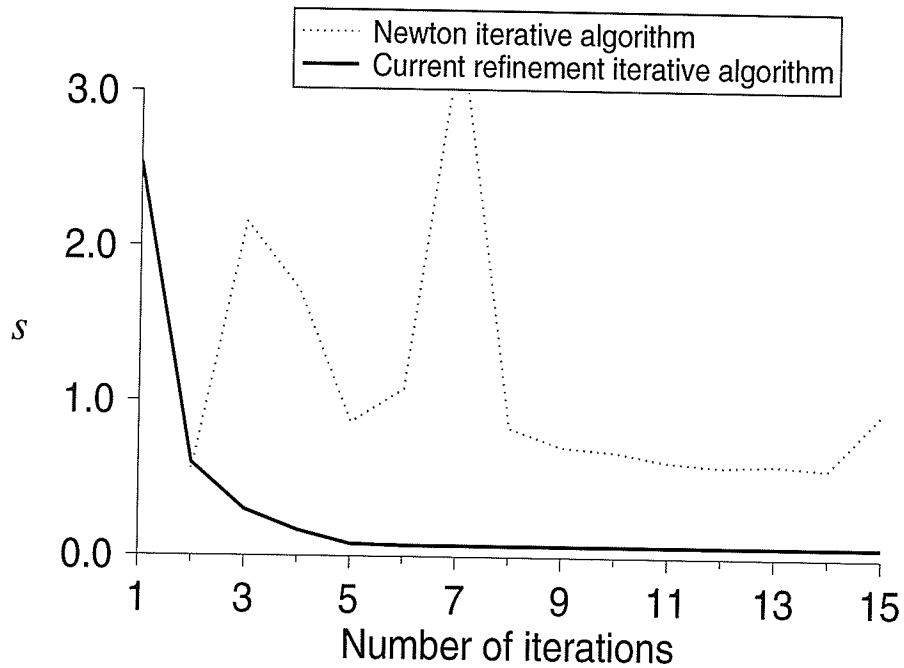 Newton iterative algorithm
Current refinement iterative algorithm
3.0
2.0
s
1.0
0.0
1 3 5 7 9 11 13 15
Number of iterations